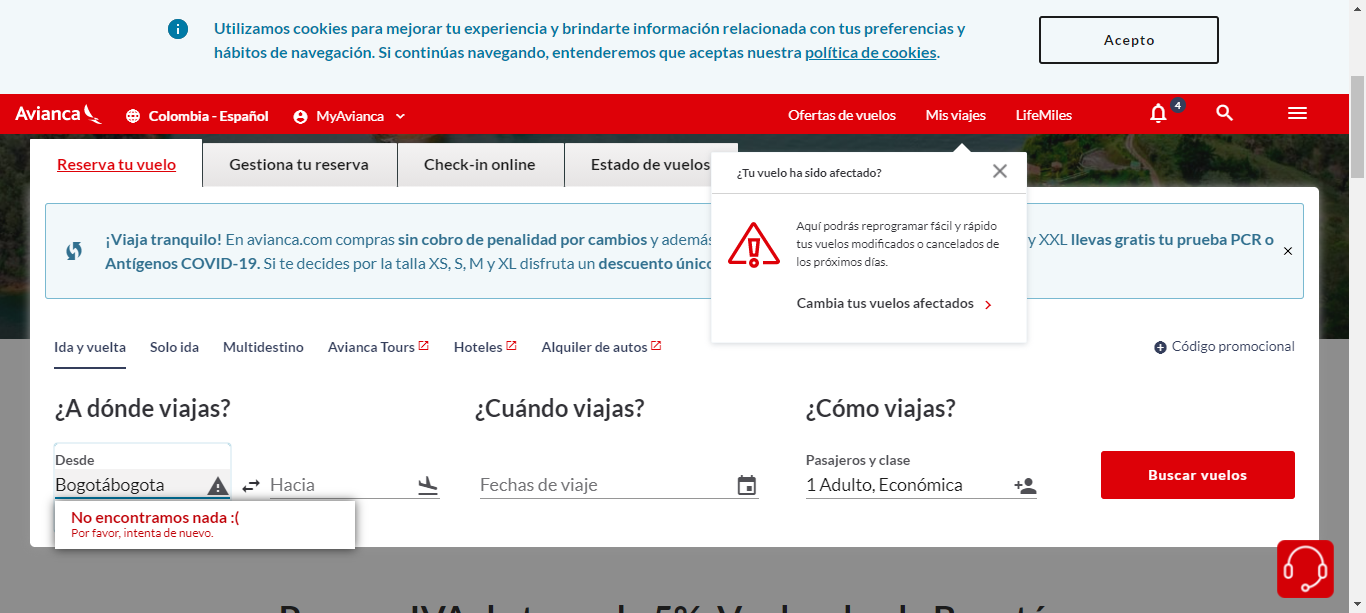 Utilizamos cookies para mejorar tu experiencia y brindarte información relacionada con tus preferencias y
hábitos de navegación. Si continúas navegando, entenderemos que aceptas nuestra política de cookies.
Acepto
Avianca
Colombia - Español
MyAvianca
Ofertas de vuelos
Mis viajes
LifeMiles
4
Reserva tu vuelo
Gestiona tu reserva
Check-in online
Estado de vuelos
¿Tu vuelo ha sido afectado?
Aquí podrás reprogramar fácil y rápido
tus vuelos modificados o cancelados de
los próximos días.
Cambia tus vuelos afectados
¡Viaja tranquilo! En avianca.com compras sin cobro de penalidad por cambios y además y XXL llevas gratis tu prueba PCR o
Antígenos COVID-19. Si te decides por la talla XS, S, M y XL disfruta un descuento único
Ida y vuelta
Solo ida
Multidestino
Avianca Tours
Hoteles
Alquiler de autos
Código promocional
¿A dónde viajas?
¿Cuándo viajas?
¿Cómo viajas?
Desde
Bogotábogota
Hacia
Fechas de viaje
Pasajeros y clase
1 Adulto, Económica
Buscar vuelos
No encontramos nada :(
Por favor, intenta de nuevo.